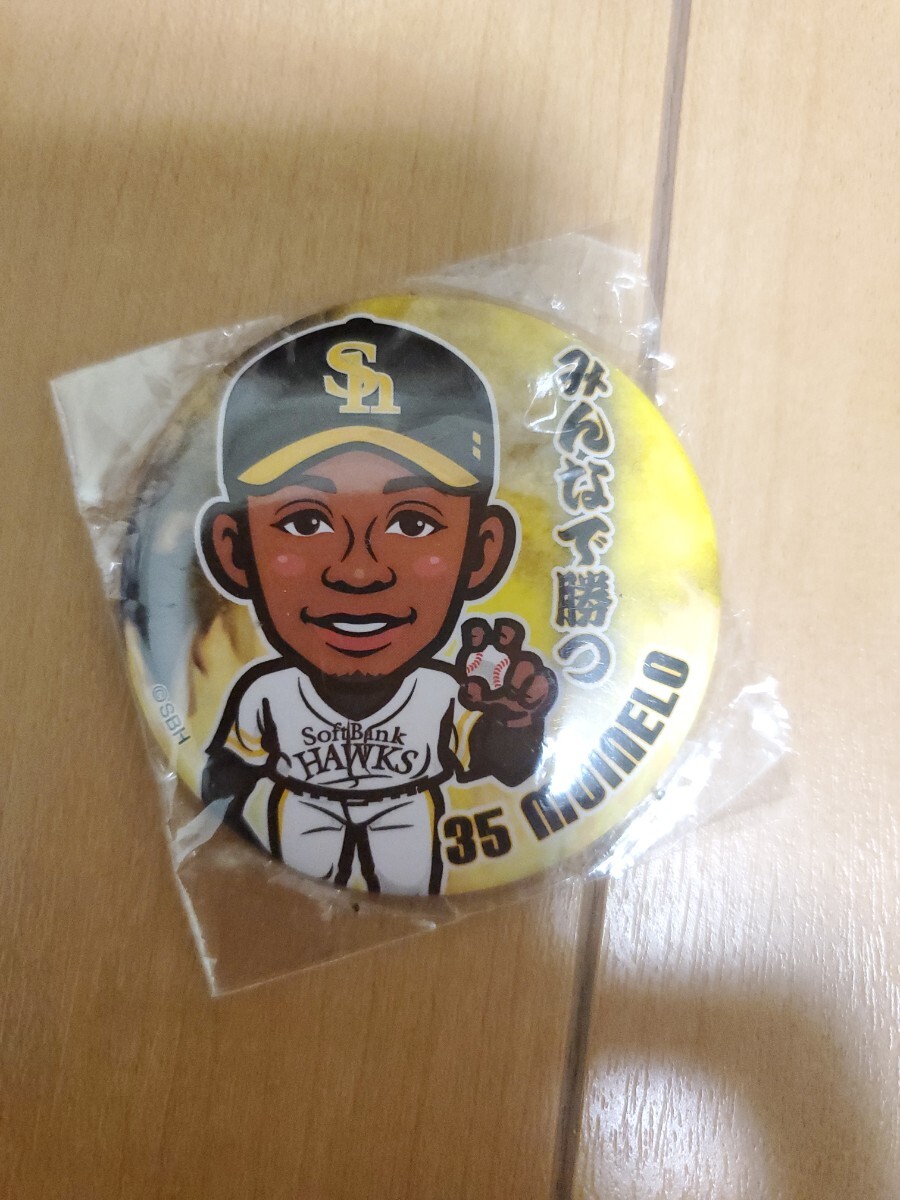 Sh
みんなで勝つ
©SBH
SoftBank
HAWKS
35 MOINELO